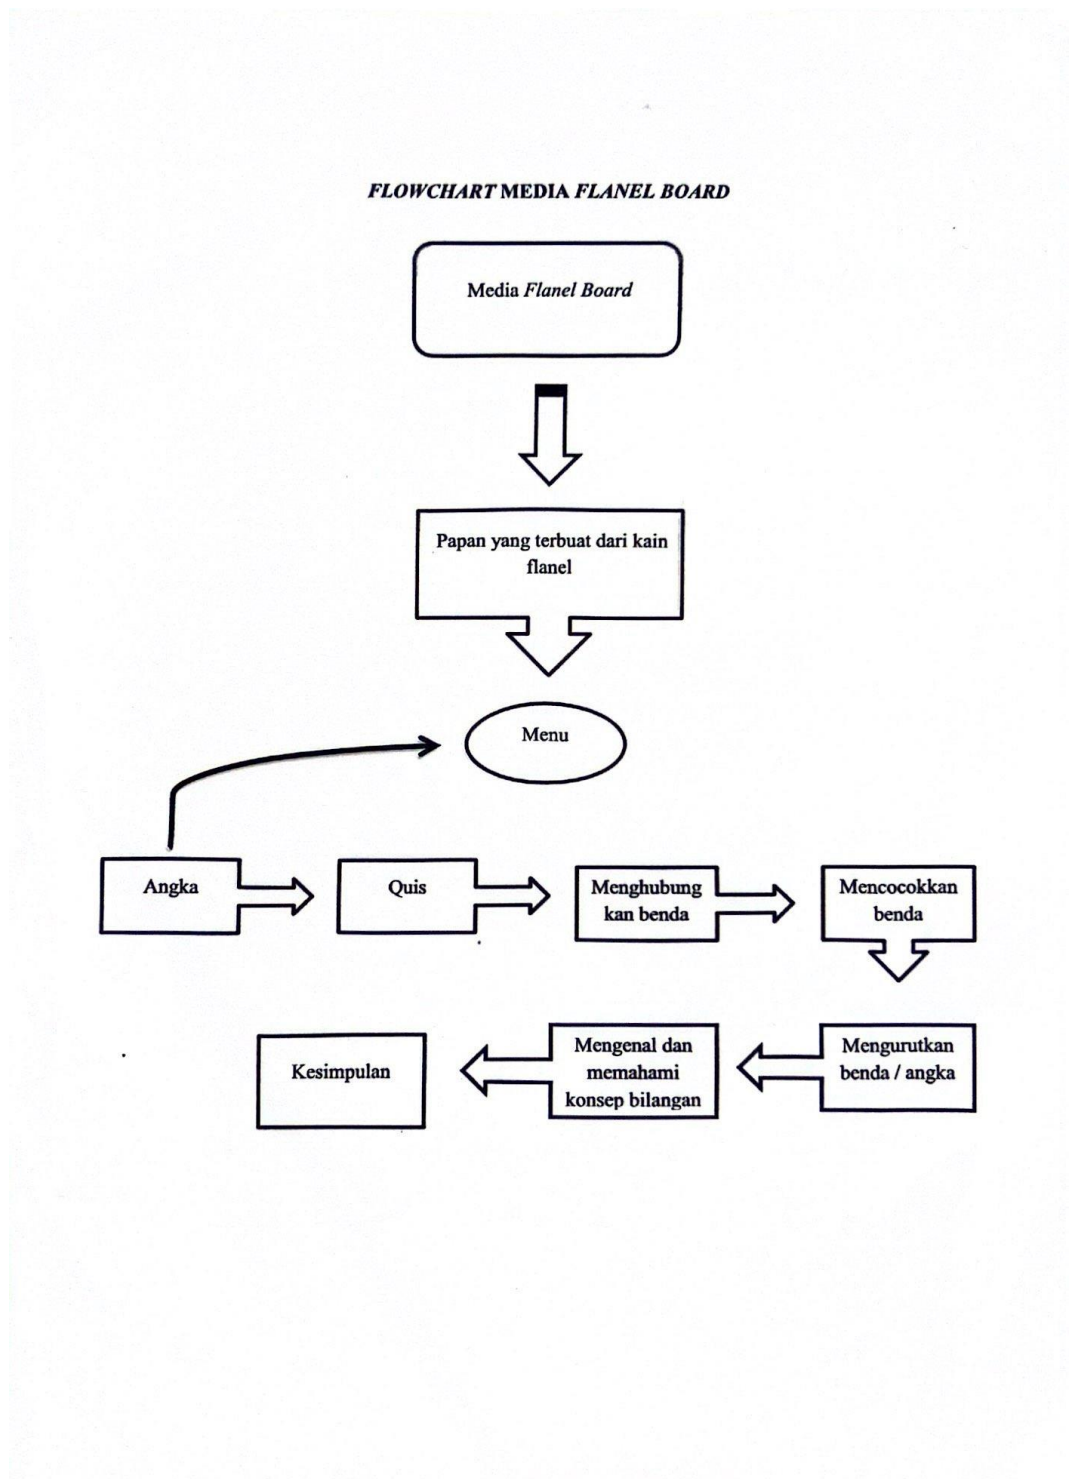 FLOWCHART MEDIA FLANEL BOARD
Media Flanel Board
Papan yang terbuat dari kain
flanel
Menu
Angka
Quis
Menghubung
kan benda
Mencocokkan
benda
Mengurutkan
benda / angka
Mengenal dan
memahami
konsep bilangan
Kesimpulan